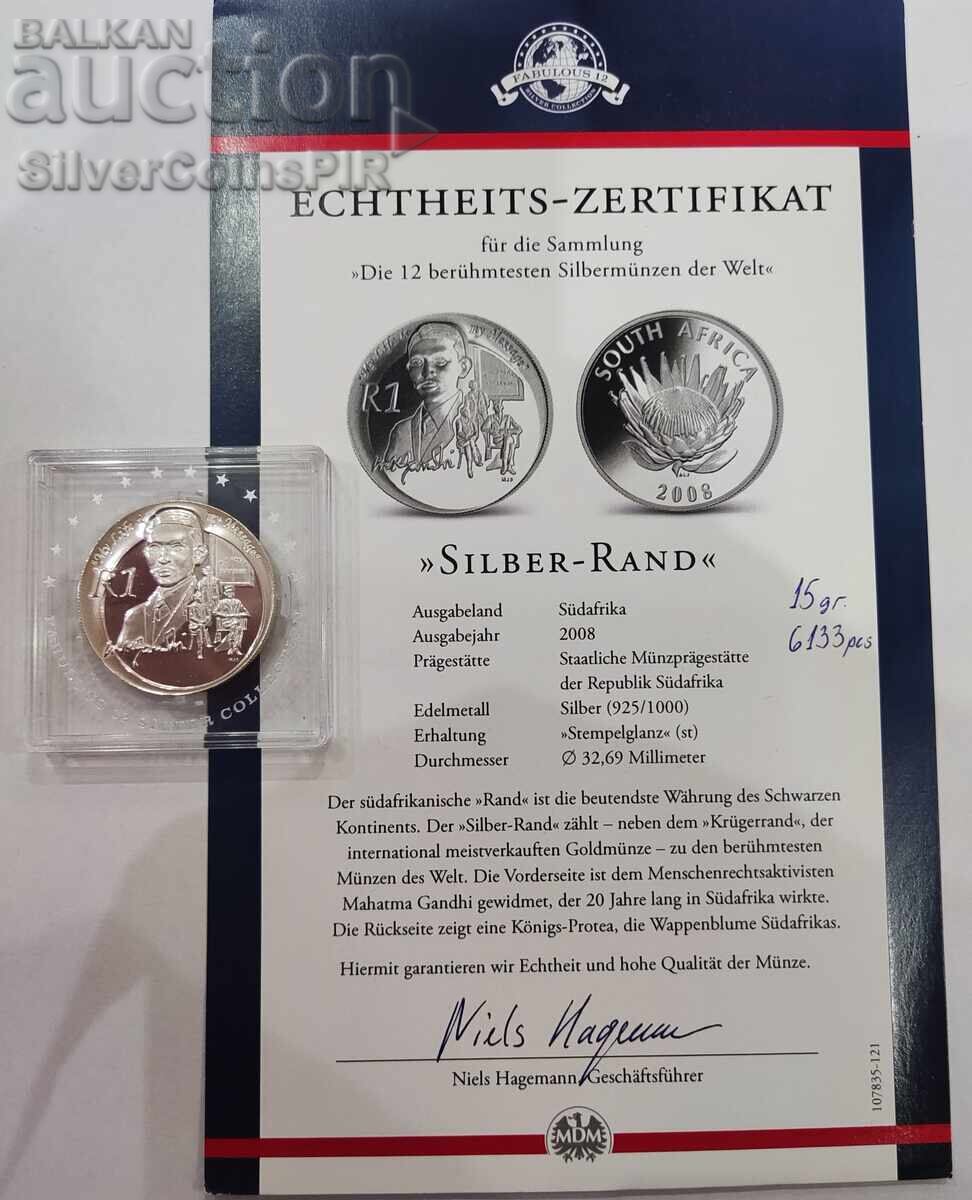 BALKAN
auction
SilverCoinsPIR
FABULOUS 12
SILVER COLLECTION
ECHTHEITS-ZERTIFIKAT
für die Sammlung
»Die 12 berühmtesten Silbermünzen der Welt«
my Message"
R1
SOUTH AFRICA
2008
»SILBER-RAND«
Ausgabeland Südafrika
Ausgabejahr 2008
Prägestätte Staatliche Münzprägestätte
der Republik Südafrika
Edelmetall Silber (925/1000)
Erhaltung »Stempelglanz« (st)
Durchmesser Ø 32,69 Millimeter
15 gr.
6133 pcs
R1
Der südafrikanische »Rand« ist die beutendste Währung des Schwarzen
Kontinents. Der »Silber-Rand« zählt – neben dem »Krügerrand«, der
international meistverkauften Goldmünze – zu den berühmtesten
Münzen des Welt. Die Vorderseite ist dem Menschenrechtsaktivisten
Mahatma Gandhi gewidmet, der 20 Jahre lang in Südafrika wirkte.
Die Rückseite zeigt eine Königs-Protea, die Wappenblume Südafrikas.
Hiermit garantieren wir Echtheit und hohe Qualität der Münze.
Niels Hagemann
Niels Hagemann, Geschäftsführer
107835-121
MDM